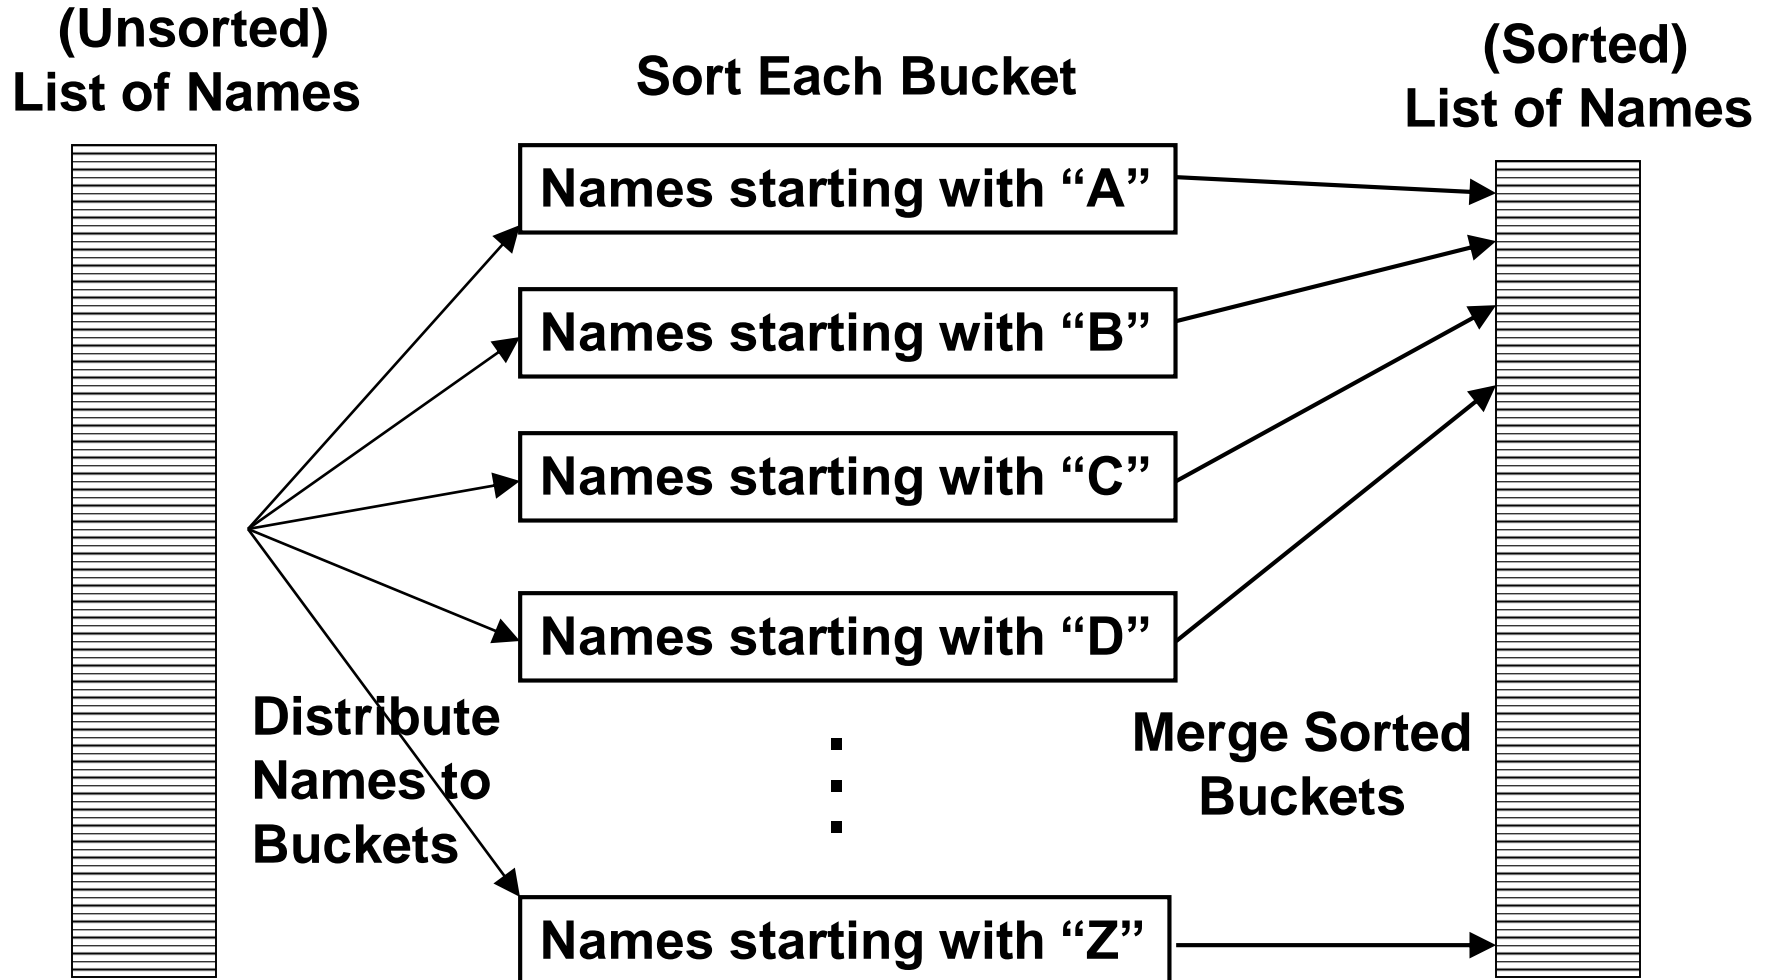 (Unsorted)
List of Names
Sort Each Bucket
(Sorted)
List of Names
Names starting with “A”
Names starting with “B”
Names starting with “C”
Names starting with “D”
Distribute
Names to
Buckets
Merge Sorted
Buckets
Names starting with “Z”